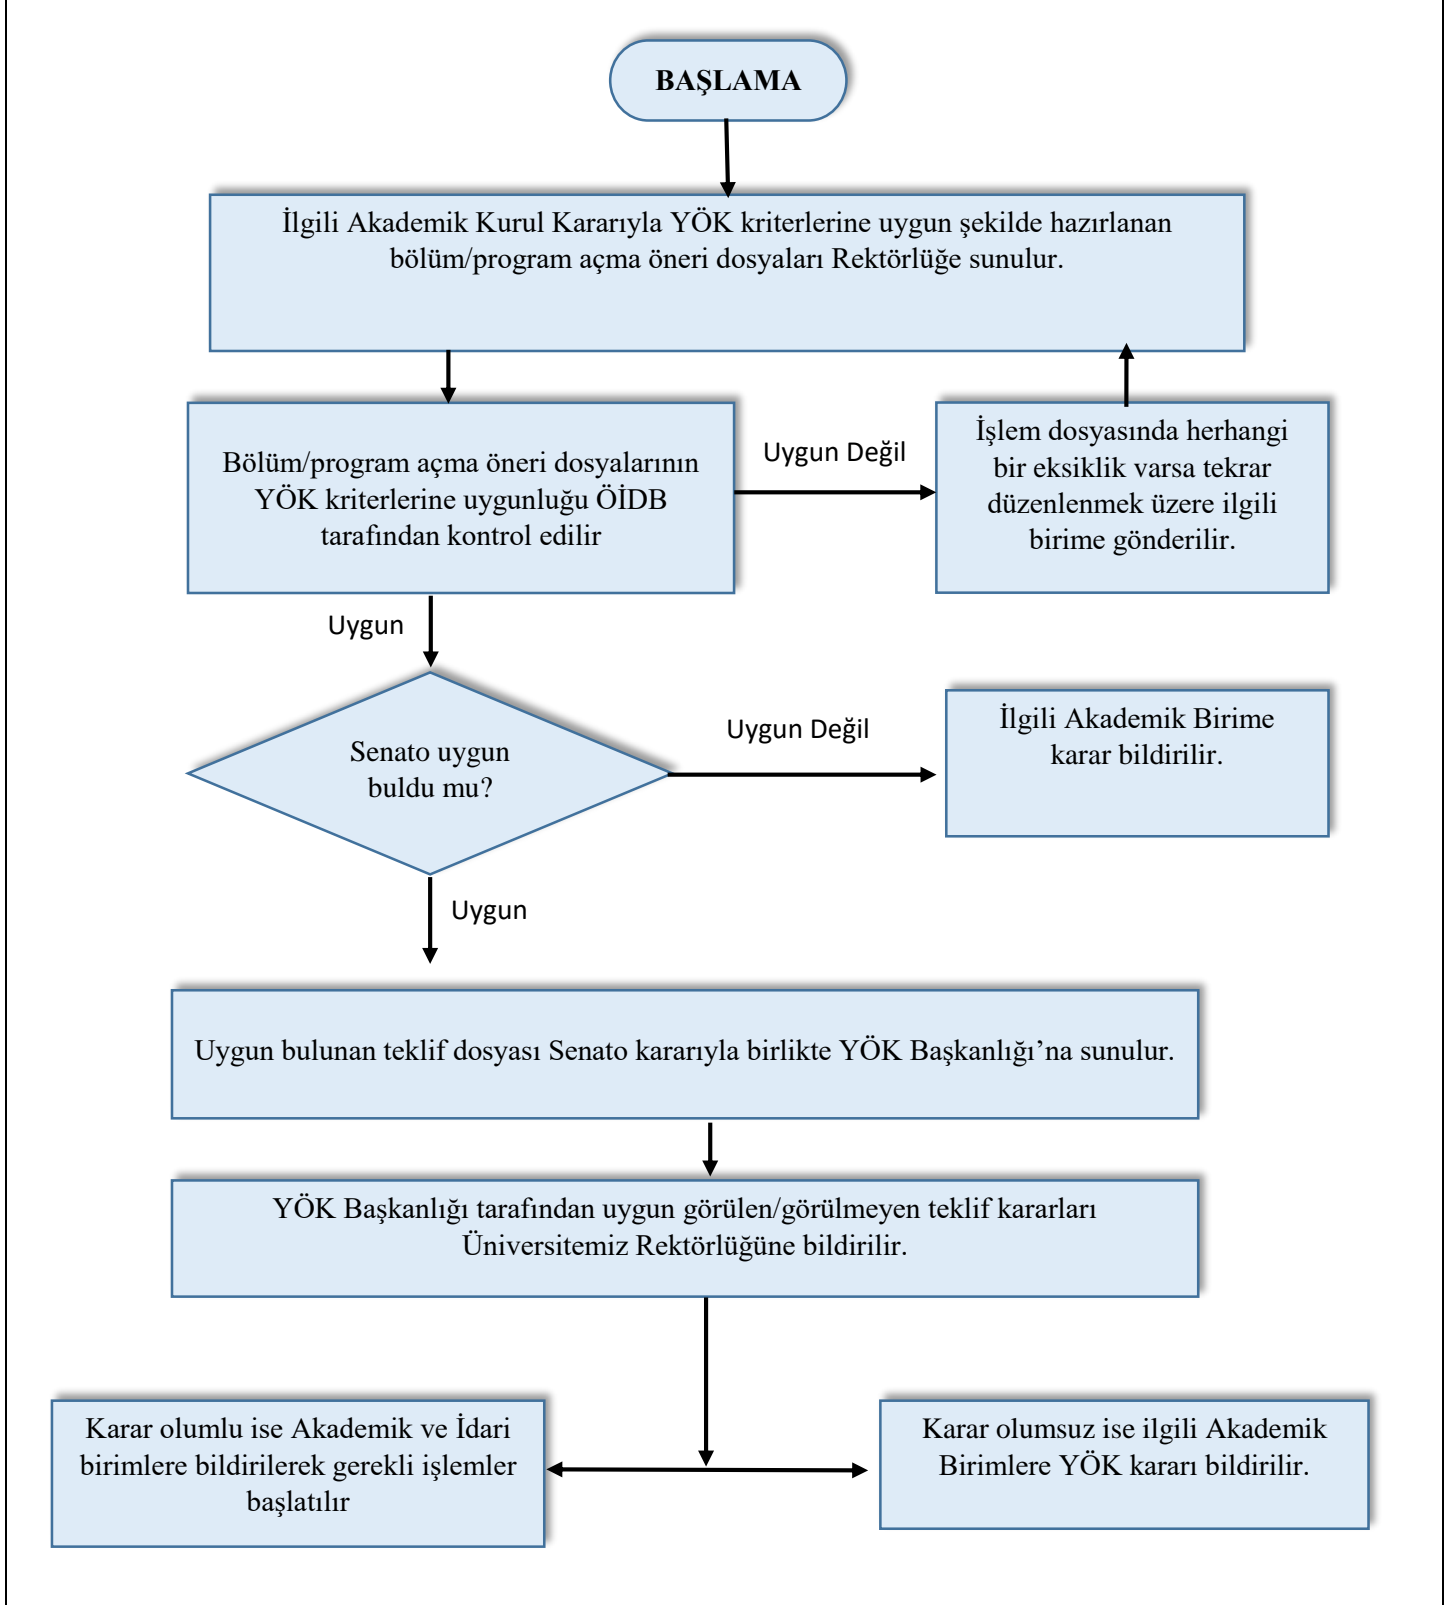 BAŞLAMA
İlgili Akademik Kurul Kararıyla YÖK kriterlerine uygun şekilde hazırlanan
bölüm/program açma öneri dosyaları Rektörlüğe sunulur.
Bölüm/program açma öneri dosyalarının
YÖK kriterlerine uygunluğu ÖİDB
tarafından kontrol edilir
Uygun Değil
İşlem dosyasında herhangi
bir eksiklik varsa tekrar
düzenlenmek üzere ilgili
birime gönderilir.
Uygun
Senato uygun
buldu mu?
Uygun Değil
İlgili Akademik Birime
karar bildirilir.
Uygun
Uygun bulunan teklif dosyası Senato kararıyla birlikte YÖK Başkanlığı’na sunulur.
YÖK Başkanlığı tarafından uygun görülen/görülmeyen teklif kararları
Üniversitemiz Rektörlüğüne bildirilir.
Karar olumlu ise Akademik ve İdari
birimlere bildirilerek gerekli işlemler
başlatılır
Karar olumsuz ise ilgili Akademik
Birimlere YÖK kararı bildirilir.